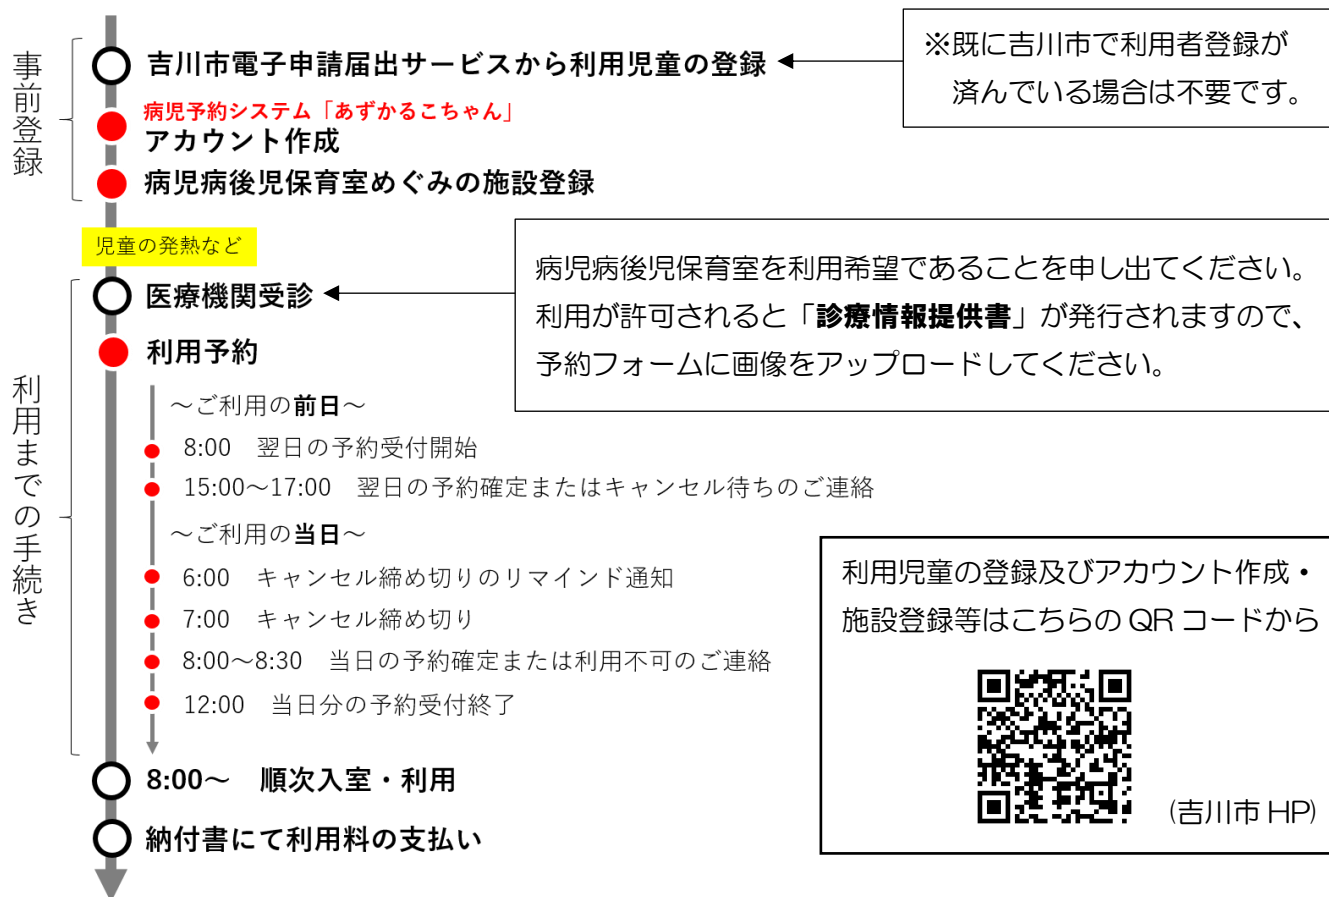 事前登録
吉川市電子申請届出サービスから利用児童の登録
※既に吉川市で利用者登録が
済んでいる場合は不要です。
病児予約システム「あずかるこちゃん」
アカウント作成
病児病後児保育室めぐみの施設登録
児童の発熱など
利用までの手続き
医療機関受診
病児病後児保育室を利用希望であることを申し出てください。
利用が許可されると「診療情報提供書」が発行されますので、
予約フォームに画像をアップロードしてください。
利用予約
～ご利用の前日～
8:00 翌日の予約受付開始
15:00～17:00 翌日の予約確定またはキャンセル待ちのご連絡
～ご利用の当日～
6:00 キャンセル締め切りのリマインド通知
7:00 キャンセル締め切り
8:00～8:30 当日の予約確定または利用不可のご連絡
12:00 当日分の予約受付終了
8:00～ 順次入室・利用
納付書にて利用料の支払い
利用児童の登録及びアカウント作成・
施設登録等はこちらの QR コードから
(吉川市 HP)